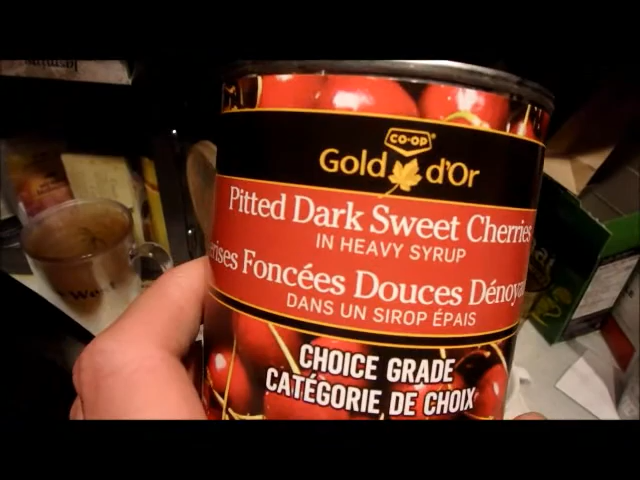 Jasmine
CO-OP
Gold d'Or
Pitted Dark Sweet Cherries
IN HEAVY SYRUP
Foncées Douces
DANS UN SIROP ÉPAIS
CHOICE GRADE
CATÉGORIE DE CHOIX